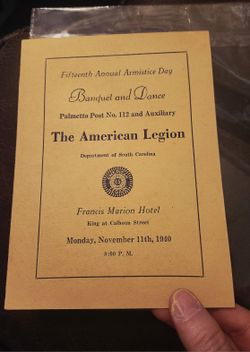 Fifteenth Annual Armistice Day
Banquet and Dance
Palmetto Post No. 112 and Auxiliary
The American Legion
Department of South Carolina
Francis Marion Hotel
King at Calhoun Street
Monday, November 11th, 1940
8:00 P. M.